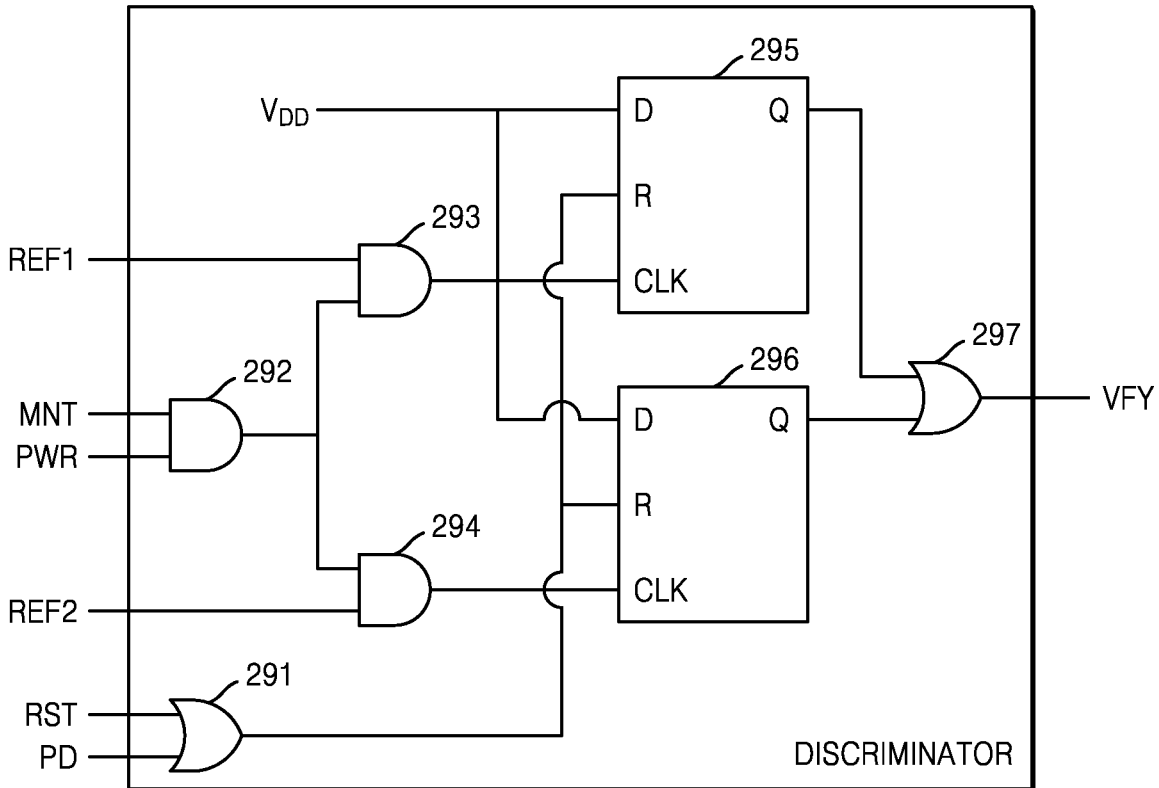 295
VDD
D
Q
R
293
REF1
CLK
297
292
296
MNT
VFY
D
Q
PWR
R
294
CLK
REF2
291
RST
PD
DISCRIMINATOR